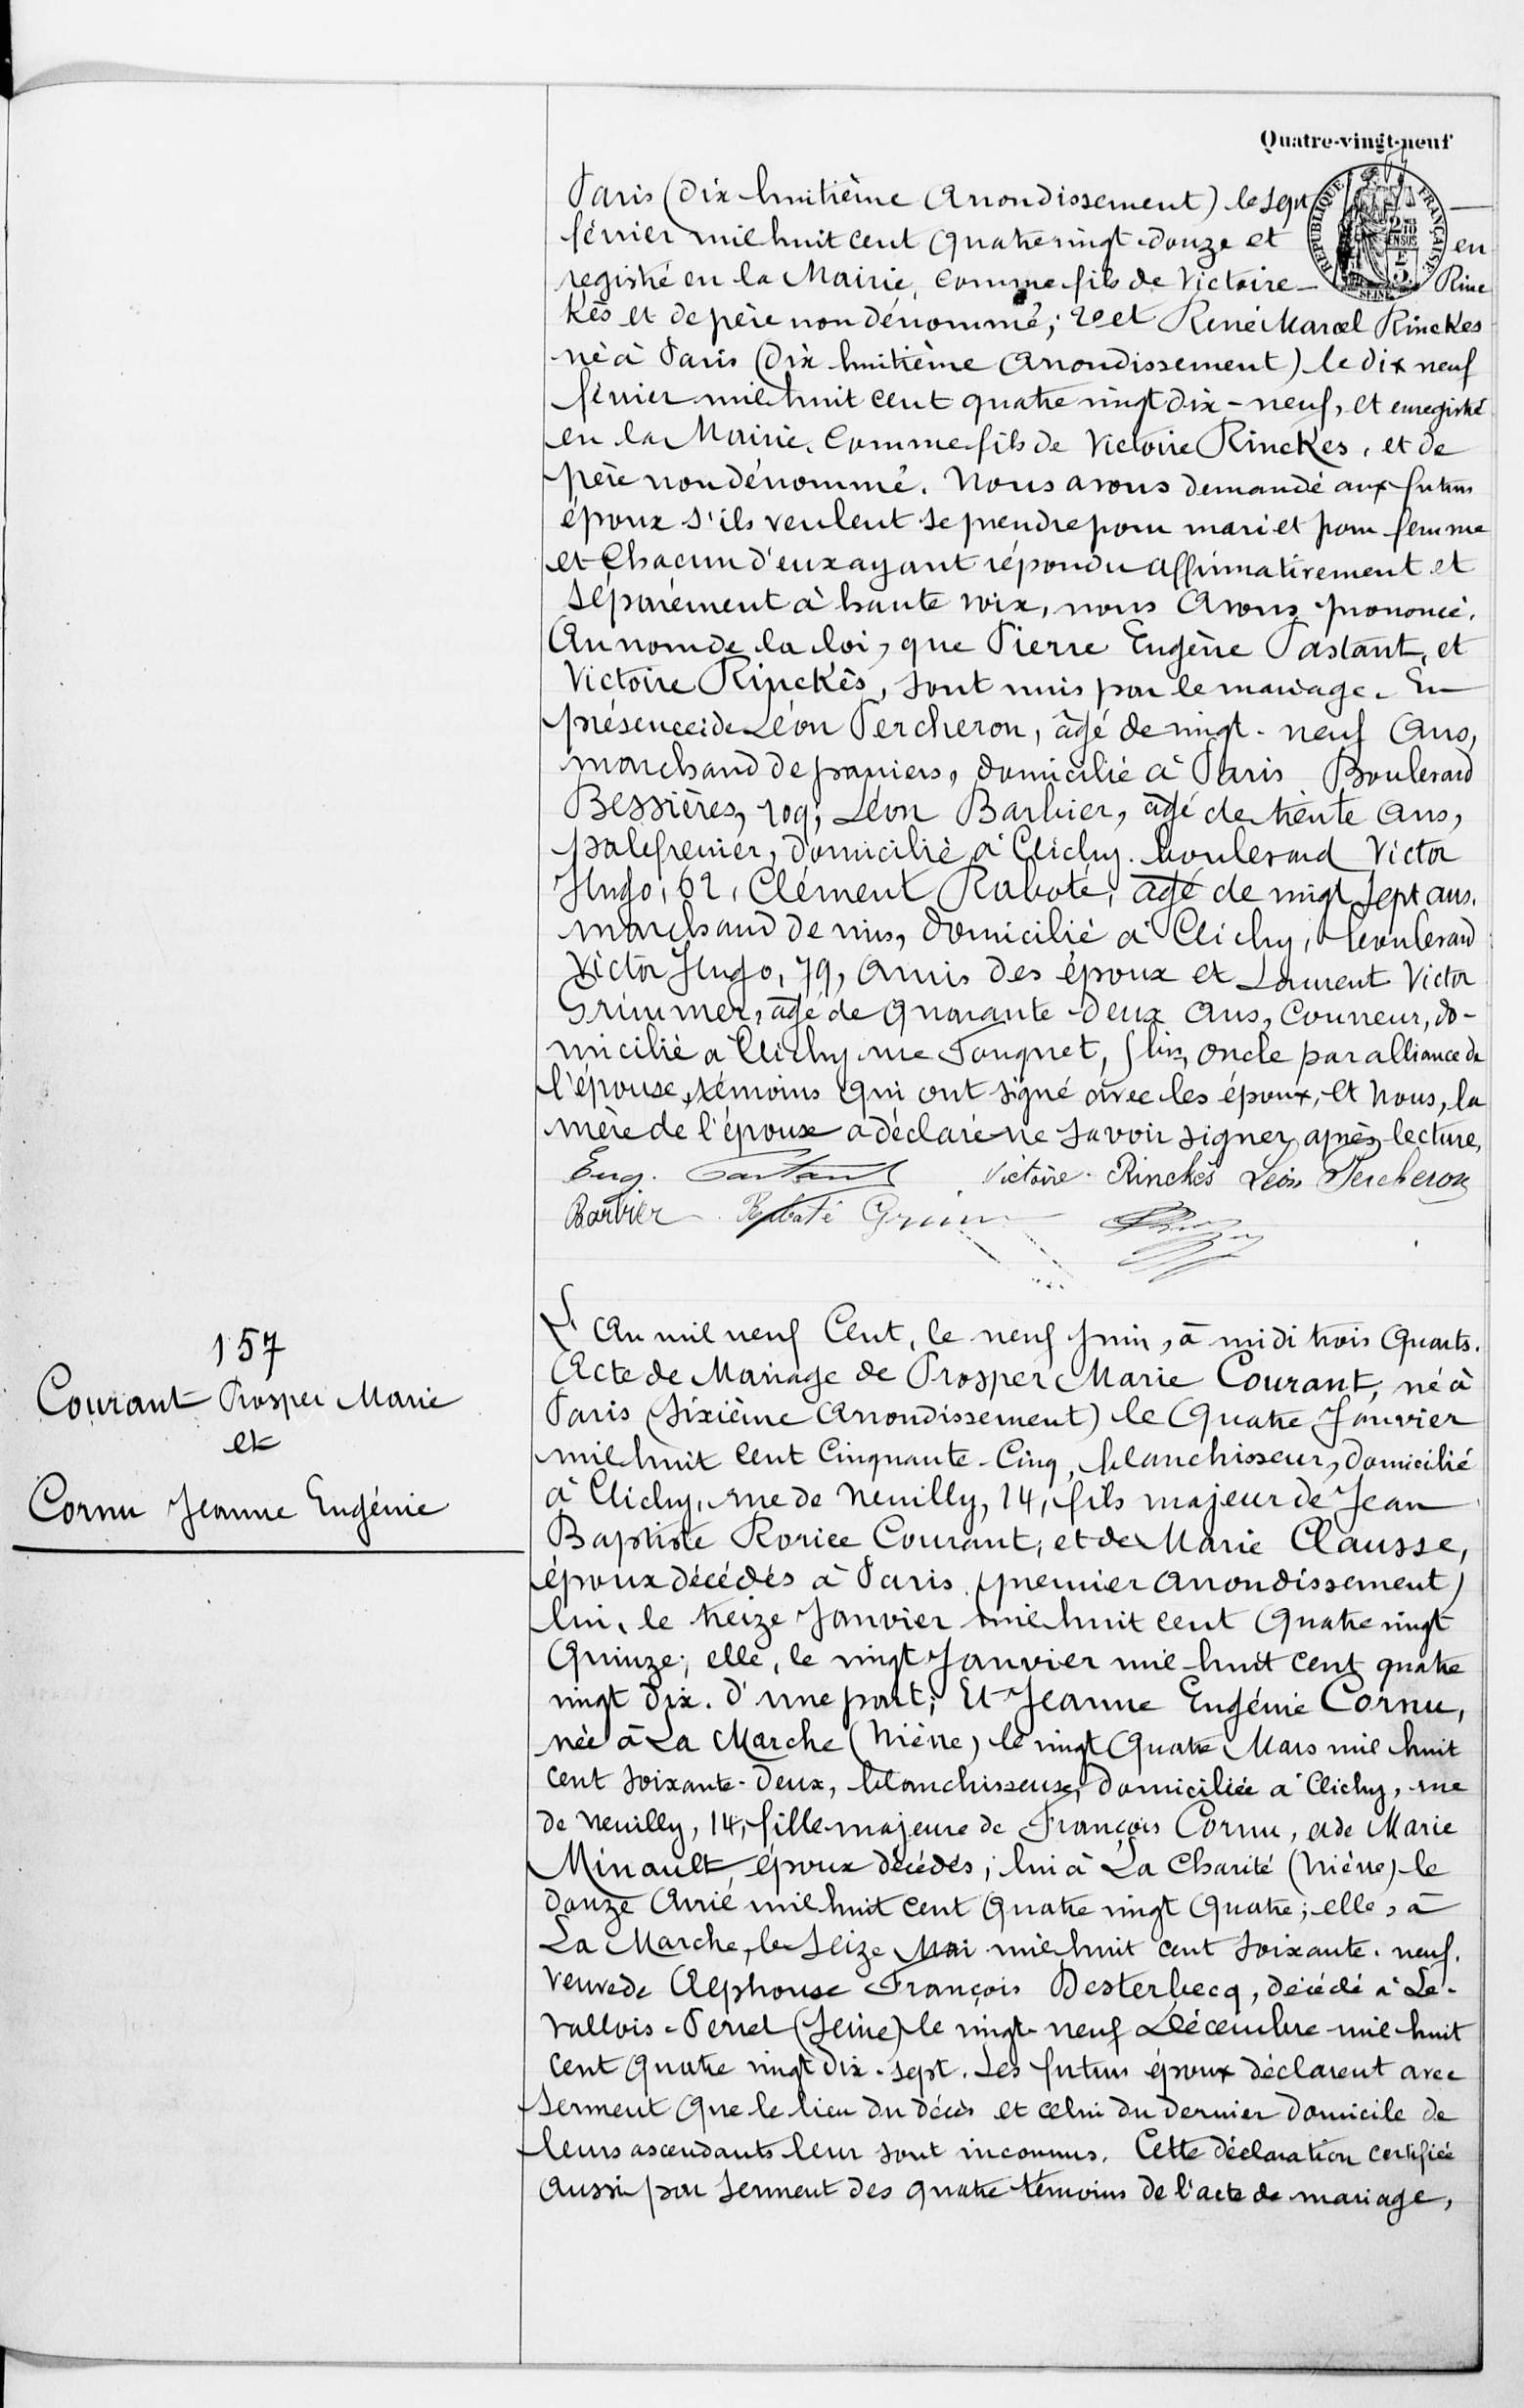 Quatre-vingt-neuf
Paris (Dix huitième Arrondissement) le sept
février mil huit cent quatre vingt-douze et en
registré en la Mairie, comme fils de Victoire Rinc
kès et de père non dénommé; 2º et René Marcel Rinckes
né à Paris (Dix huitième Arrondissement) le dix neuf
février mil huit cent quatre vingt dix-neuf, et enregistré
en la Mairie, comme fils de Victoire Rinckès, et de
père non dénommé. Nous avons demandé aux futurs
époux s'ils veulent se prendre pour mari et pour femme
et chacun d'eux ayant répondu affirmativement et
séparément à haute voix, nous avons prononcé,
Au nom de la loi, que Pierre Eugène Tastant, et
Victoire Rinckès, sont unis par le mariage. En
présence de Léon Percheron, âgé de vingt-neuf Ans,
marchand de paniers, domicilié à Paris Boulevard
Bessières, 109, Léon Barbier, âgé de trente Ans,
palefrenier, domicilié à Clichy, boulevard Victor
Hugo, 62, Clément Rabaté, âgé de vingt sept ans,
marchand de vins, domicilié à Clichy, boulevard
Victor Hugo, 79, amis des époux et Laurent Victor
Grimmer, âgé de quarante-deux Ans, Couvreur, do-
micilié à Clichy rue Fouquet, 5 bis, oncle par alliance de
l'épouse, témoins qui ont signé avec les époux, et Nous, la
mère de l'époux a déclaré ne savoir signer, après lecture,
Eug. Tastant Victoire Rinckès Léon Percheron
Barbier Rabaté Grim
157
Courant Prosper Marie
et
Cornu Jeanne Eugénie
L'An mil neuf Cent, le neuf Juin, à midi trois Quarts.
Acte de Mariage de Prosper Marie Courant, né à
Paris (Sixième Arrondissement) le Quatre Janvier
mil huit cent Cinquante-Cinq, blanchisseur, domicilié
à Clichy, rue de Neuilly, 14, fils majeur de Jean
Baptiste Rorice Courant, et de Marie Clausse,
époux décédés à Paris (premier Arrondissement)
lui, le treize Janvier mil huit cent Quatre vingt
Quinze; elle, le vingt Janvier mil huit cent quatre
vingt Dix. d'une part; Et Jeanne Eugénie Cornu,
née à La Marche (Nièvre) le vingt Quatre Mars mil huit
cent soixante-deux, blanchisseuse, domiciliée à Clichy, rue
de Neuilly, 14, fille majeure de François Cornu, et de Marie
Minault, époux décédés; lui à La Charité (Nièvre) le
douze Avril mil huit cent Quatre vingt Quatre; elle, à
La Marche, le Seize Mai mil huit cent soixante-neuf.
Veuve de Alphonse François Desterbecq, décédé à Le-
vallois-Perret (Seine) le vingt-neuf Décembre mil huit
cent Quatre vingt dix-sept. Les futurs époux déclarent avec
serment Que le lieu du décès et celui du dernier domicile de
leurs ascendants leur sont inconnus. Cette déclaration certifiée
Aussi par serment des quatre témoins de l'acte de mariage,